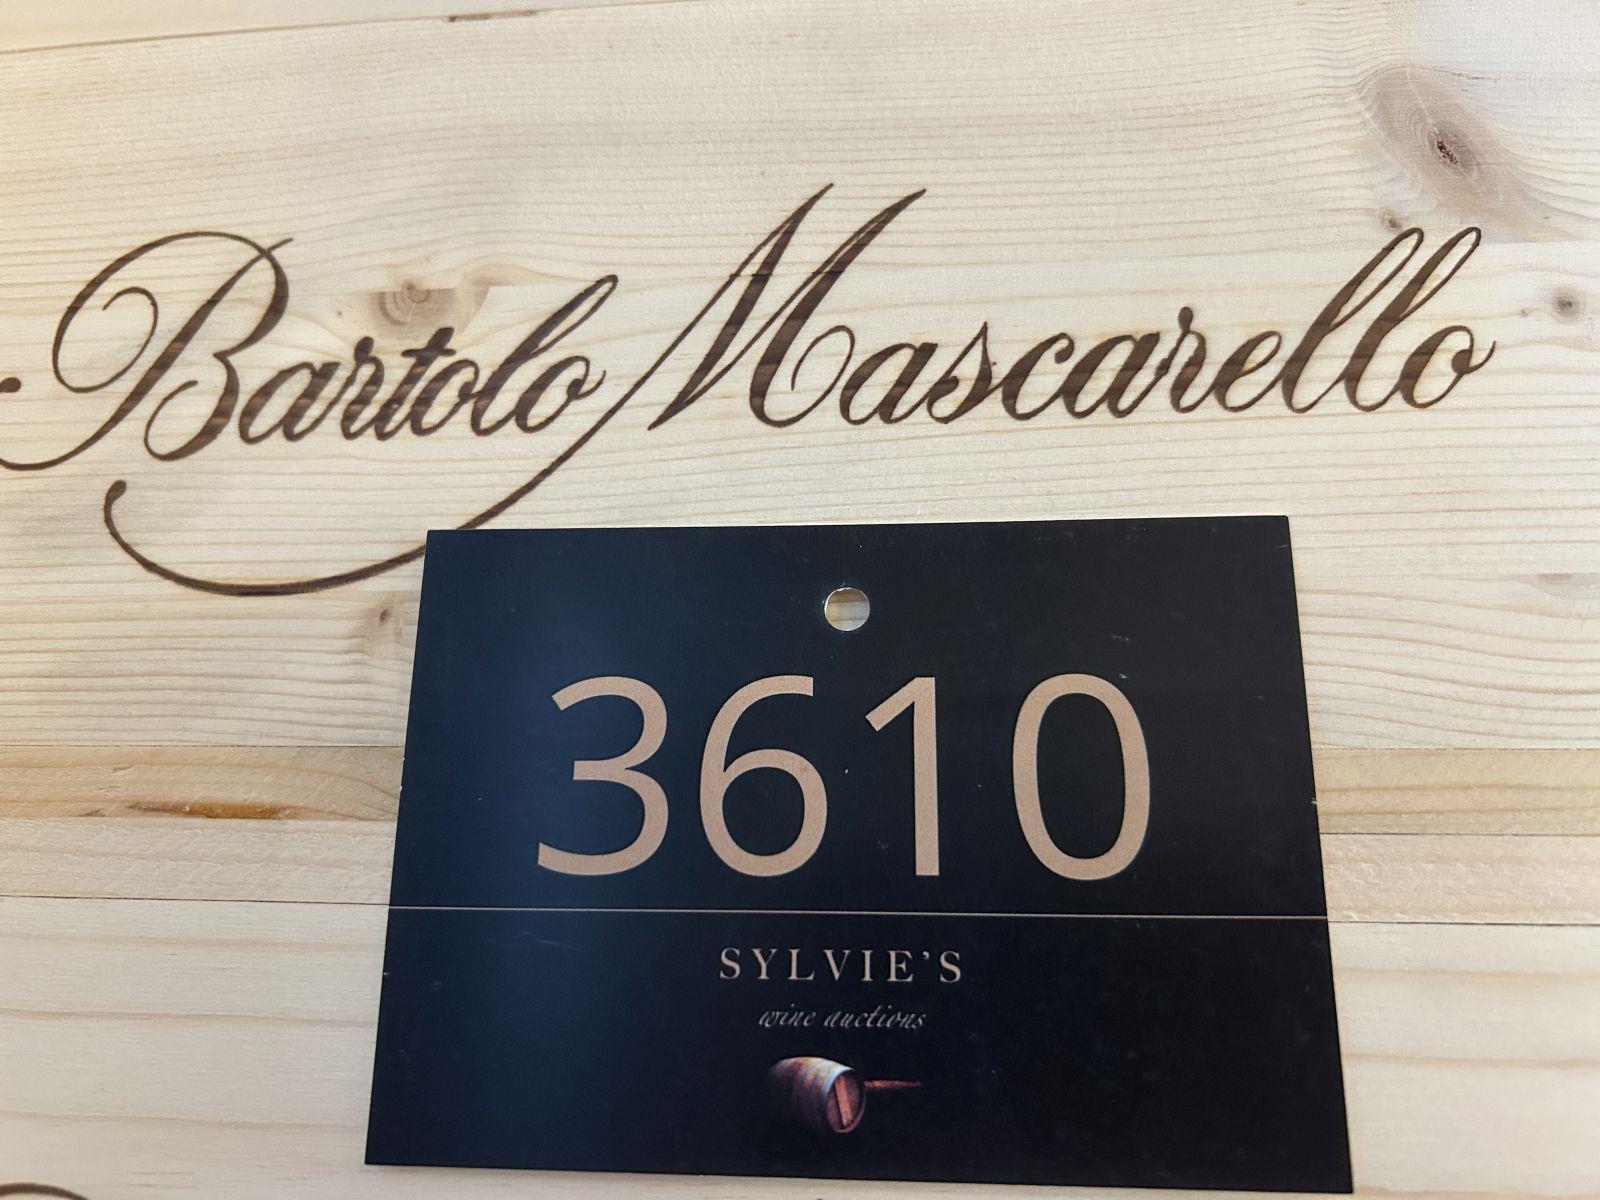 Bartolo Mascarello
3610
SYLVIE'S
wine auctions